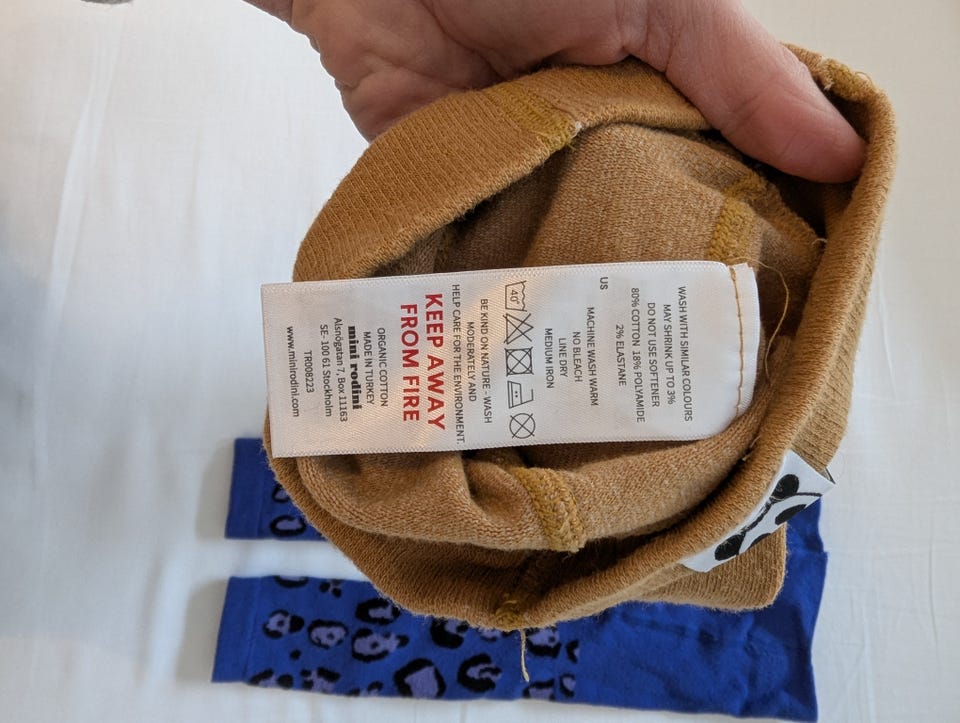 WASH WITH SIMILAR COLOURS
MAY SHRINK UP TO 3%
DO NOT USE SOFTENER
80% COTTON 18% POLYAMIDE
2% ELASTANE
US
MACHINE WASH WARM
NO BLEACH
LINE DRY
MEDIUM IRON
40°
BE KIND ON NATURE - WASH
MODERATELY AND
HELP CARE FOR THE ENVIRONMENT.
KEEP AWAY
FROM FIRE
ORGANIC COTTON
MADE IN TURKEY
mini rodini
Alsnögatan 7, Box 11163
SE- 100 61 Stockholm
TR008223
www.minirodini.com